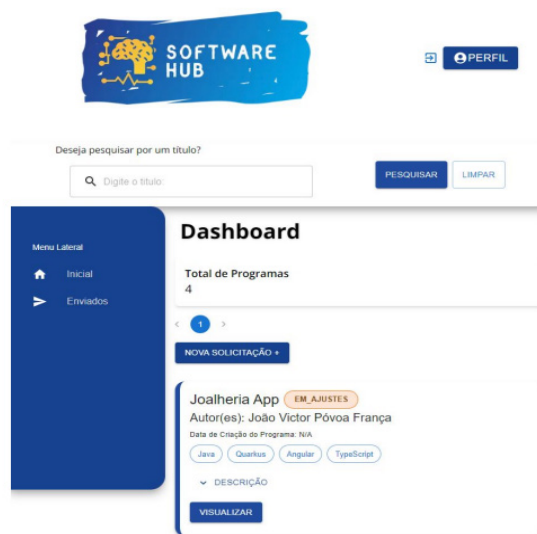 SOFTWARE
HUB
PERFIL
Deseja pesquisar por um título?
Digite o título:
PESQUISAR
LIMPAR
Menu Lateral
Inicial
Enviados
Dashboard
Total de Programas
4
< 1 >
NOVA SOLICITAÇÃO +
Joalheria App EM_AJUSTES
Autor(es): João Victor Póvoa França
Data de Criação do Programa: N/A
Java Quarkus Angular TypeScript
DESCRIÇÃO
VISUALIZAR